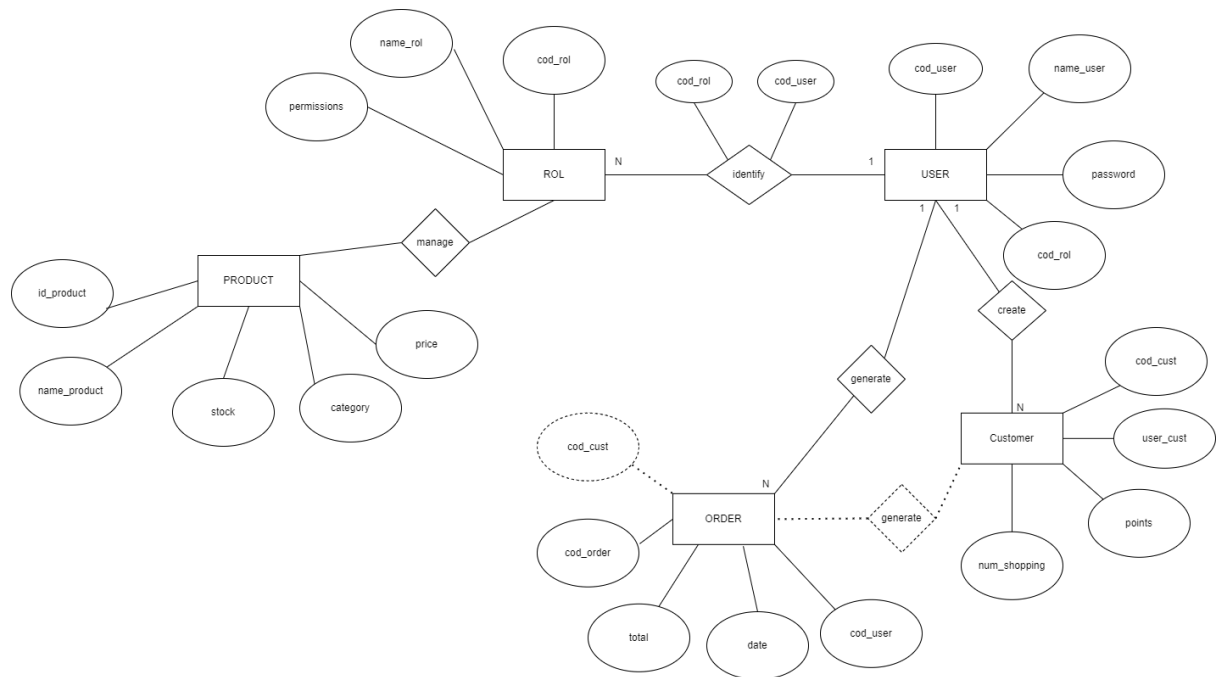 name_rol
cod_rol
permissions
cod_rol
cod_user
cod_user
name_user
ROL
N
identify
1
USER
password
manage
1
1
cod_rol
PRODUCT
id_product
create
price
name_product
stock
category
generate
cod_cust
N
Customer
user_cust
cod_cust
N
ORDER
generate
points
cod_order
num_shopping
total
date
cod_user